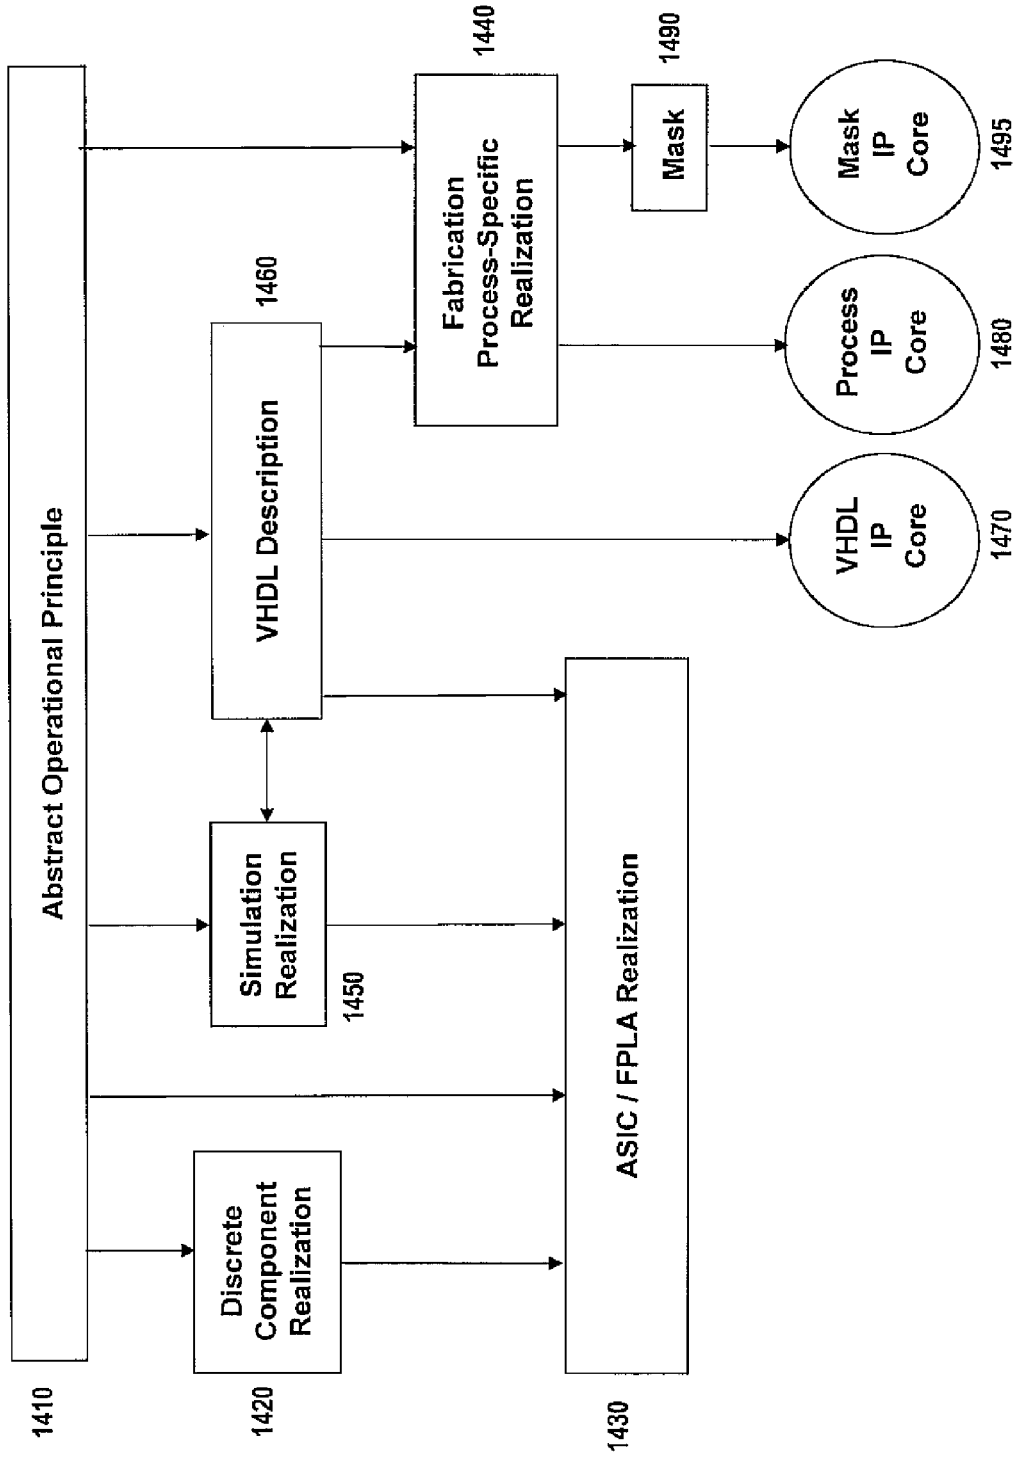 Abstract Operational Principle
1410
Discrete
Component
Realization
1420
Simulation
Realization
1450
VHDL Description
1460
Fabrication
Process-Specific
Realization
1440
ASIC / FPLA Realization
1430
Mask
1490
VHDL
IP
Core
1470
Process
IP
Core
1480
Mask
IP
Core
1495